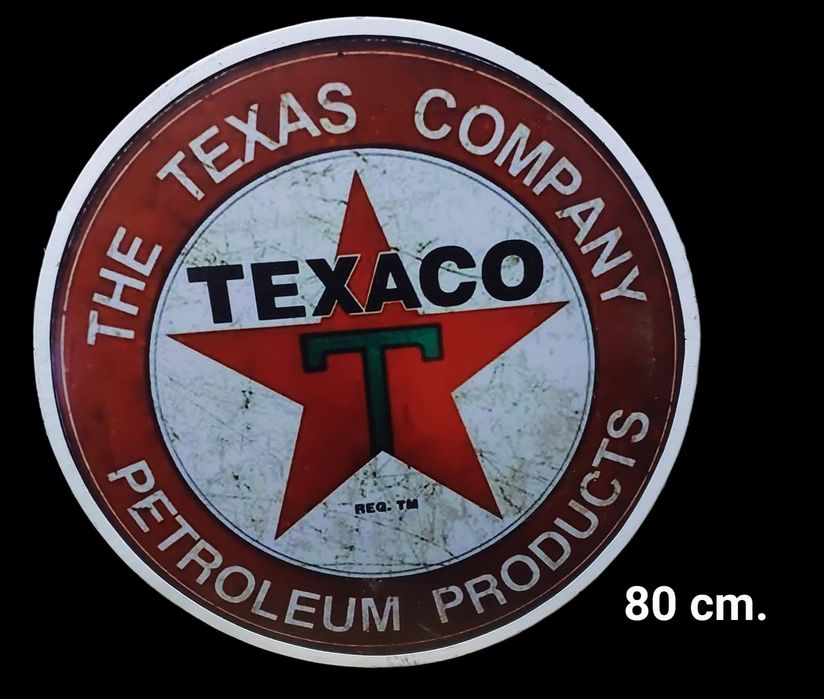 THE TEXAS COMPANY
TEXACO
T
REG. TM
PETROLEUM PRODUCTS
80 cm.